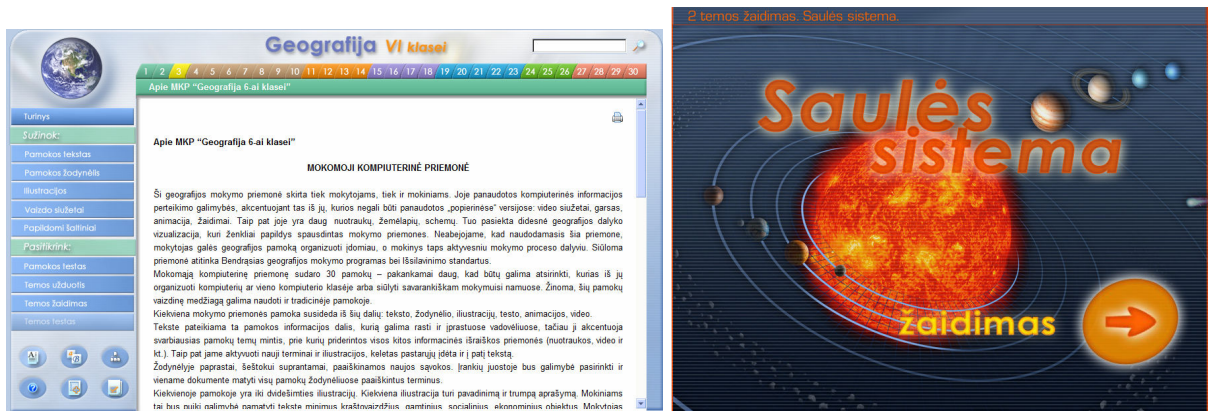 Geografija VI klasei
1 2 3 4 5 6 7 8 9 10 11 12 13 14 15 16 17 18 19 20 21 22 23 24 25 26 27 28 29 30
Apie MKP "Geografija 6-ai klasei"
Turinys
Sužinok:
Pamokos tekstas
Pamokos žodynėlis
Iliustracijos
Vaizdo siužetai
Papildomi šaltiniai
Pasitikrink:
Pamokos testas
Temos užduotis
Temos žaidimas
Temos testas
Apie MKP "Geografija 6-ai klasei"
MOKOMOJI KOMPIUTERINĖ PRIEMONĖ
Ši geografijos mokymo priemonė skirta tiek mokytojams, tiek ir mokiniams. Joje panaudotos kompiuterinės informacijos
perteikimo galimybės, akcentuojant tas iš jų, kurios negali būti panaudotos „popierinėse" versijose: video siužetai, garsas,
animacija, žaidimai. Taip pat joje yra daug nuotraukų, žemėlapių, schemų. Tuo pasiekta didesnė geografijos dalyko
vizualizacija, kuri ženkliai papildys spausdintas mokymo priemones. Neabejojame, kad naudodamasis šia priemone,
mokytojas galės geografijos pamoką organizuoti įdomiau, o mokinys taps aktyvesniu mokymo proceso dalyviu. Siūloma
priemonė atitinka Bendrąsias geografijos mokymo programas bei Išsilavinimo standartus.
Mokomąją kompiuterinę priemonę sudaro 30 pamokų – pakankamai daug, kad būtų galima atsirinkti, kurias iš jų
organizuoti kompiuterių ar vieno kompiuterio klasėje arba siūlyti savarankiškam mokymuisi namuose. Žinoma, šių pamokų
vaizdinę medžiagą galima naudoti ir tradicinėje pamokoje.
Kiekviena mokymo priemonės pamoka susideda iš šių dalių: teksto, žodynėlio, iliustracijų, testo, animacijos, video.
Tekste pateikiama ta pamokos informacijos dalis, kurią galima rasti ir įprastuose vadovėliuose, tačiau ji akcentuoja
svarbiausias pamokų temų mintis, prie kurių priderintos visos kitos informacinės išraiškos priemonės (nuotraukos, video ir
kt.). Taip pat jame aktyvuoti nauji terminai ir iliustracijos, keletas pastarųjų įdėta ir į patį tekstą.
Žodynėlyje paprastai, šeštokui suprantamai, paaiškinamos naujos sąvokos. Įrankių juostoje bus galimybė pasirinkti ir
viename dokumente matyti visų pamokų žodynėliuose paaiškintus terminus.
Kiekvienoje pamokoje yra iki dvidešimties iliustracijų. Kiekviena iliustracija turi pavadinimą ir trumpą aprašymą. Mokiniams
tai bus puiki galimybė pamatyti tekste minimus kraštovaizdžius, gamtinius, socialinius, ekonominius objektus. Mokytojas
2 temos žaidimas. Saulės sistema.
Saulės
sistema
žaidimas